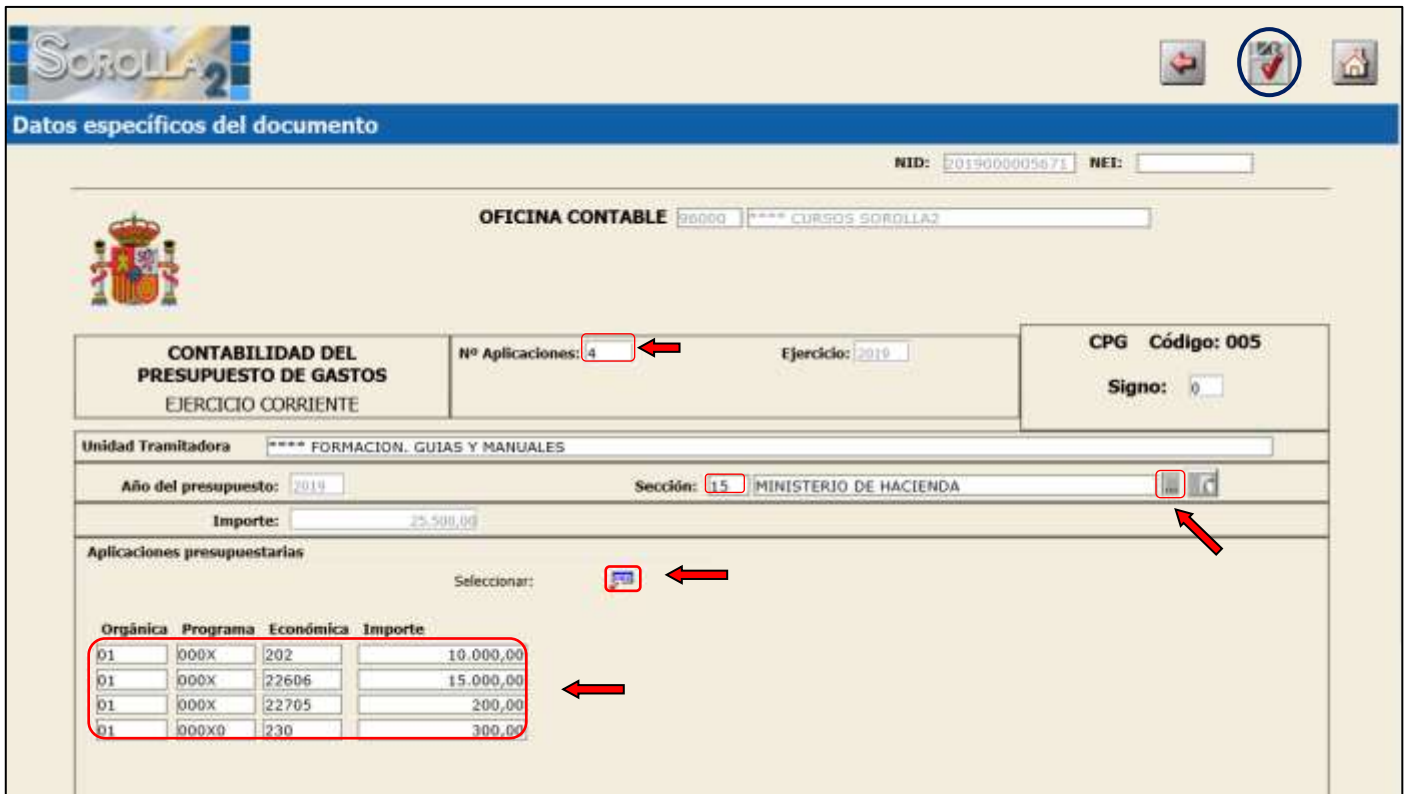 SOROLLA2
Datos específicos del documento
NID: 2019000005671 NEI:
OFICINA CONTABLE 96000 **** CURSOS SOROLLA2
CONTABILIDAD DEL
PRESUPUESTO DE GASTOS
EJERCICIO CORRIENTE
Nº Aplicaciones: 4 Ejercicio: 2019
CPG Código: 005
Signo: 0
Unidad Tramitadora **** FORMACION. GUIAS Y MANUALES
Año del presupuesto: 2019 Sección: 15 MINISTERIO DE HACIENDA ...
Importe: 25.500,00
Aplicaciones presupuestarias
Seleccionar:
Orgánica Programa Económica Importe
01 000X 202 10.000,00
01 000X 22606 15.000,00
01 000X 22705 200,00
01 000X0 230 300,00